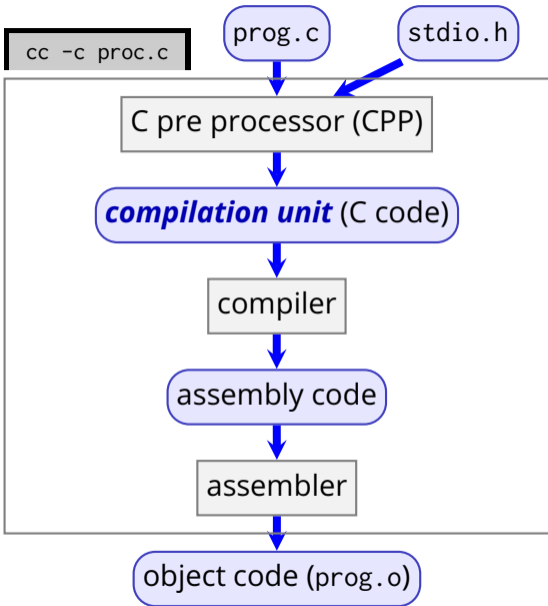 prog.c
stdio.h
cc -c proc.c
C pre processor (CPP)
compilation unit (C code)
compiler
assembly code
assembler
object code (prog.o)